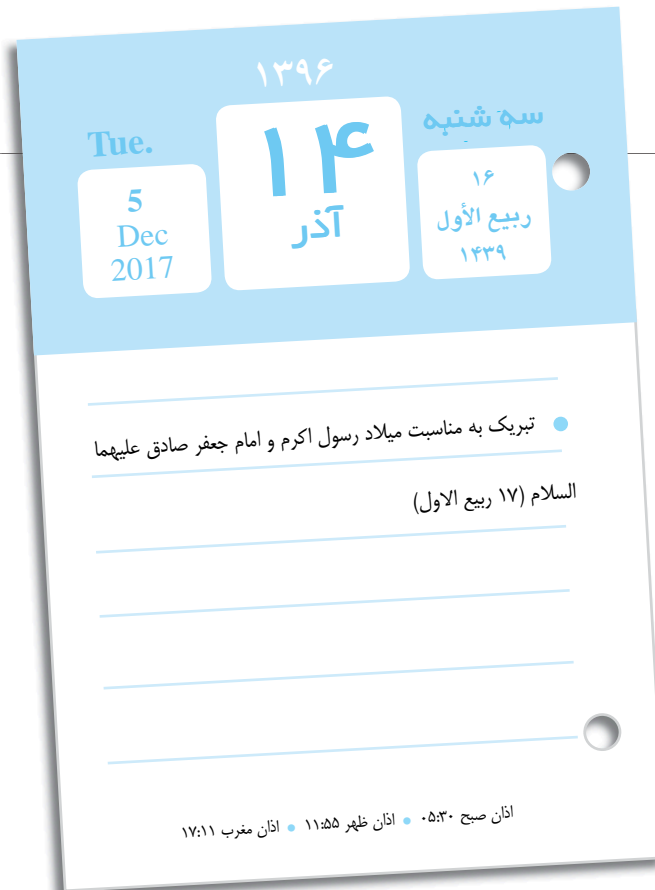 ۱۳۹۶
سه شنبه
۱۶
ربیع الأول
۱۴۳۹
۱۴
آذر
Tue.
5
Dec
2017
تبریک به مناسبت میلاد رسول اکرم و امام جعفر صادق علیهما
السلام (۱۷ ربیع الاول)
اذان صبح ۰۵:۳۰ • اذان ظهر ۱۱:۵۵ • اذان مغرب ۱۷:۱۱